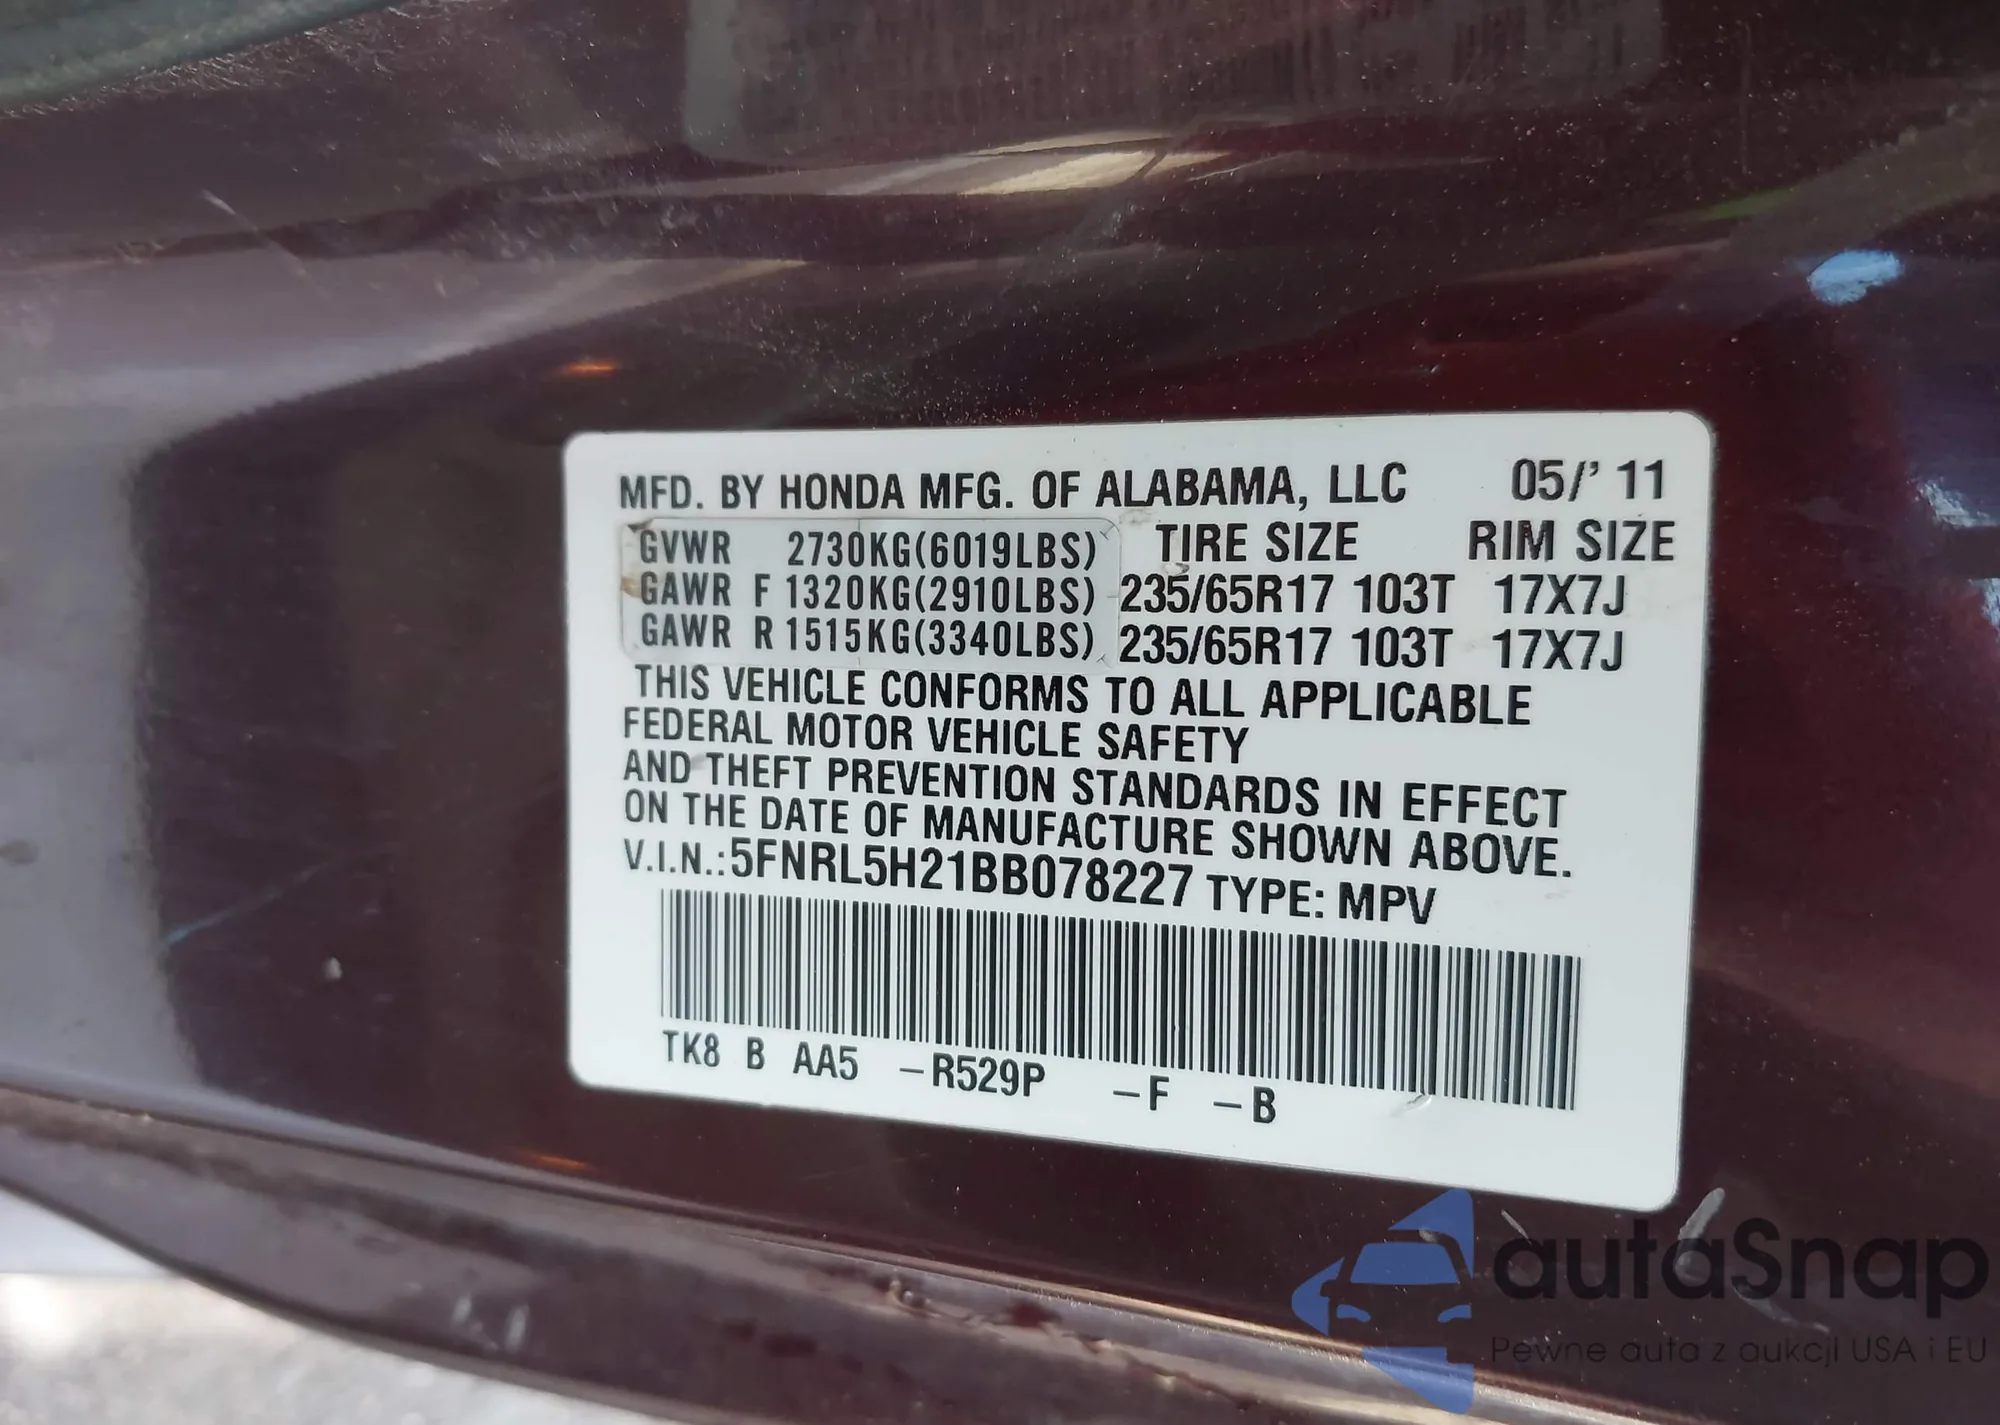 MFD. BY HONDA MFG. OF ALABAMA, LLC 05/' 11
GVWR 2730KG(6019LBS) TIRE SIZE RIM SIZE
GAWR F 1320KG(2910LBS) 235/65R17 103T 17X7J
GAWR R 1515KG(3340LBS) 235/65R17 103T 17X7J
THIS VEHICLE CONFORMS TO ALL APPLICABLE
FEDERAL MOTOR VEHICLE SAFETY
AND THEFT PREVENTION STANDARDS IN EFFECT
ON THE DATE OF MANUFACTURE SHOWN ABOVE.
V.I.N.:5FNRL5H21BB078227 TYPE: MPV
TK8 B AA5 –R529P –F –B
autaSnap
Pewne auta z aukcji USA i EU